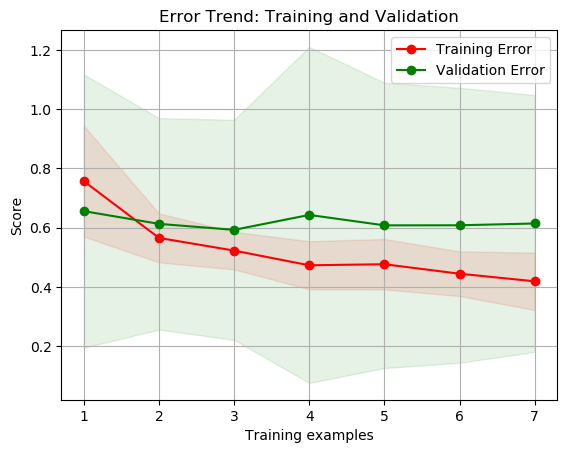 Error Trend: Training and Validation
Training Error
Validation Error
Score
1.2
1.0
0.8
0.6
0.4
0.2
1 2 3 4 5 6 7
Training examples